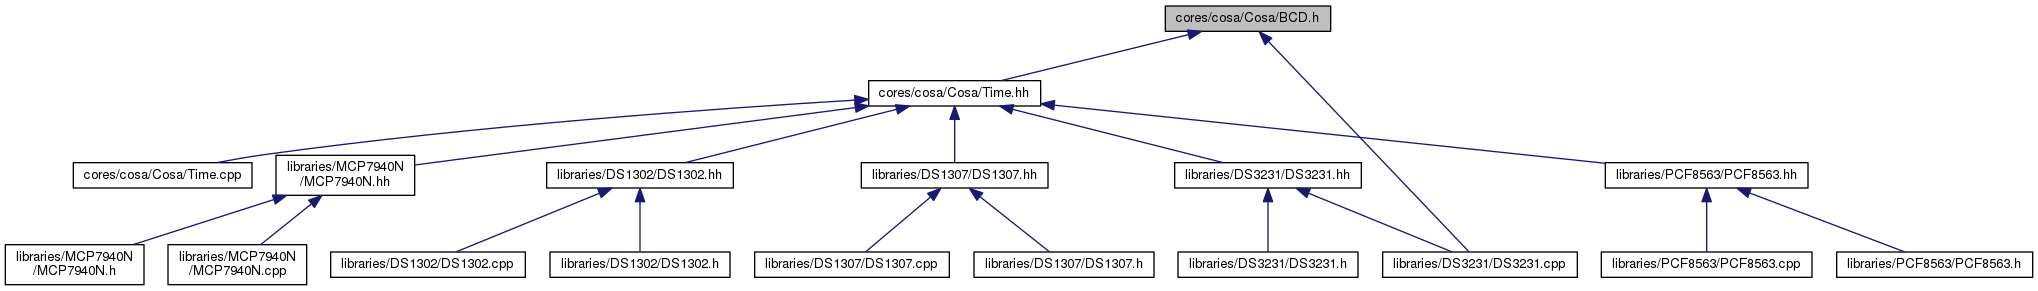 cores/cosa/Cosa/BCD.h
cores/cosa/Cosa/Time.hh
cores/cosa/Cosa/Time.cpp
libraries/MCP7940N
/MCP7940N.hh
libraries/DS1302/DS1302.hh
libraries/DS1307/DS1307.hh
libraries/DS3231/DS3231.hh
libraries/PCF8563/PCF8563.hh
libraries/MCP7940N
/MCP7940N.h
libraries/MCP7940N
/MCP7940N.cpp
libraries/DS1302/DS1302.cpp
libraries/DS1302/DS1302.h
libraries/DS1307/DS1307.cpp
libraries/DS1307/DS1307.h
libraries/DS3231/DS3231.h
libraries/DS3231/DS3231.cpp
libraries/PCF8563/PCF8563.cpp
libraries/PCF8563/PCF8563.h